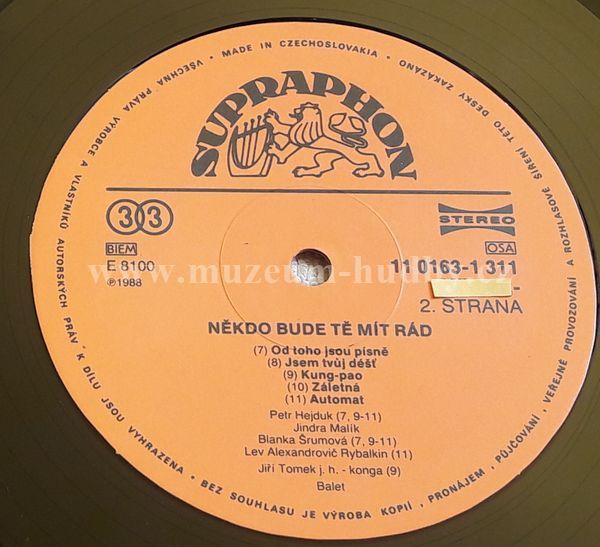 VŠECHNA PRÁVA VÝROBCE A VLASTNÍKŮ AUTORSKÝCH PRÁV K DÍLU JSOU VYHRAZENA • BEZ SOUHLASU JE VÝROBA KOPIÍ, PRONÁJEM, PŮJČOVÁNÍ, VEŘEJNÉ PROVOZOVÁNÍ A ROZHLASOVÉ ŠÍŘENÍ TÉTO DESKY ZAKÁZÁNO • MADE IN CZECHOSLOVAKIA •
SUPRAPHON
33
STEREO
BIEM
OSA
E 8100
11 0163-1 311
℗1988
www.muzeum-hudby.cz
2. STRANA
NĚKDO BUDE TĚ MÍT RÁD
(7) Od toho jsou písně
(8) Jsem tvůj déšť
(9) Kung-pao
(10) Záletná
(11) Automat
Petr Hejduk (7, 9-11)
Jindra Malík
Blanka Šrumová (7, 9-11)
Lev Alexandrovič Rybalkin (11)
Jiří Tomek j. h. - konga (9)
Balet